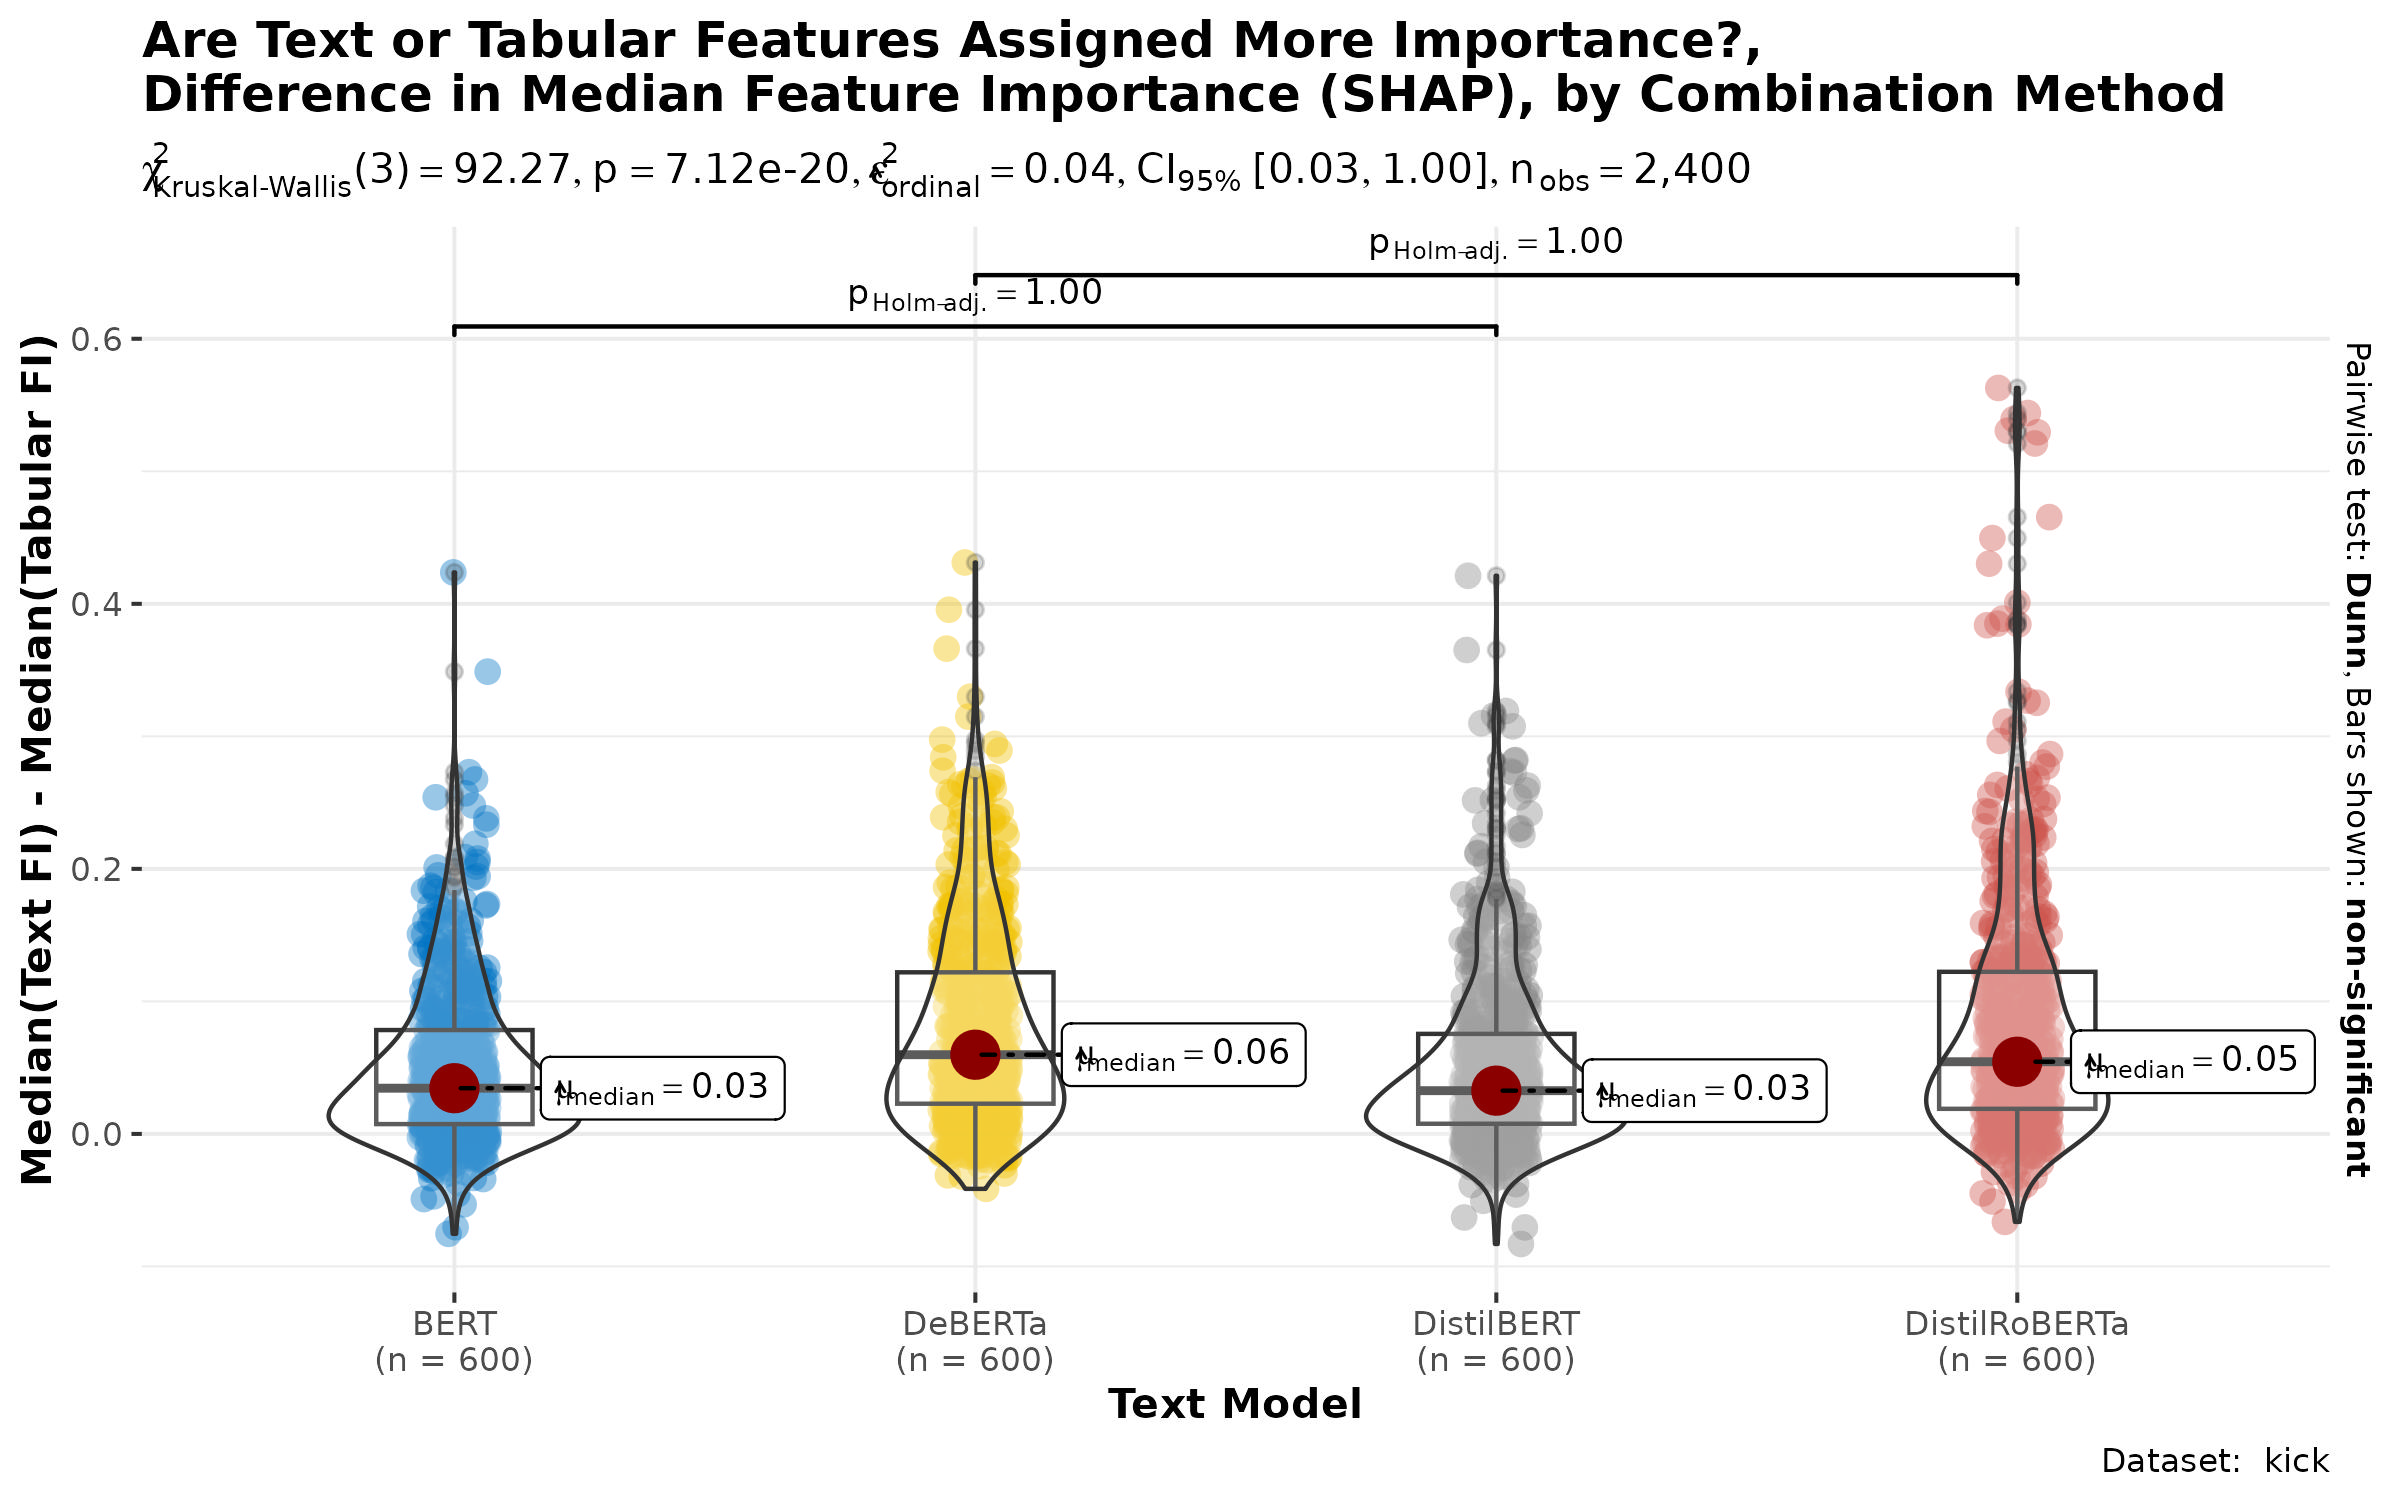 Are Text or Tabular Features Assigned More Importance?,
Difference in Median Feature Importance (SHAP), by Combination Method
χ²Kruskal-Wallis(3) = 92.27, p = 7.12e-20, ε̂²ordinal = 0.04, CI95% [0.03, 1.00], nobs = 2,400
pHolm-adj. = 1.00
pHolm-adj. = 1.00
Median(Text FI) - Median(Tabular FI)
0.6
0.4
0.2
0.0
μ̂median = 0.03
μ̂median = 0.06
μ̂median = 0.03
μ̂median = 0.05
Pairwise test: Dunn, Bars shown: non-significant
BERT
(n = 600)
DeBERTa
(n = 600)
DistilBERT
(n = 600)
DistilRoBERTa
(n = 600)
Text Model
Dataset: kick